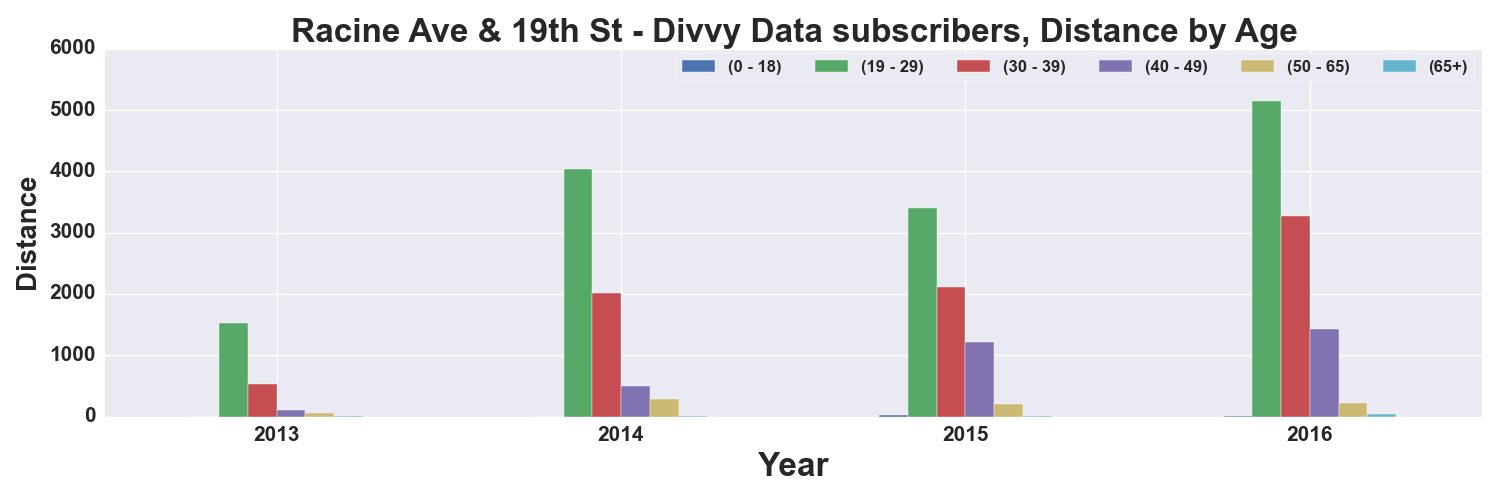 Racine Ave & 19th St - Divvy Data subscribers, Distance by Age
(0 - 18) (19 - 29) (30 - 39) (40 - 49) (50 - 65) (65+)
6000
5000
4000
3000
2000
1000
0
Distance
2013 2014 2015 2016
Year